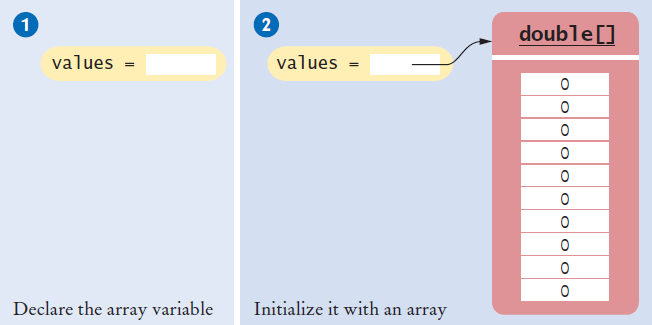 1
values =
Declare the array variable
2
values =
double[]
0
0
0
0
0
0
0
0
0
0
Initialize it with an array